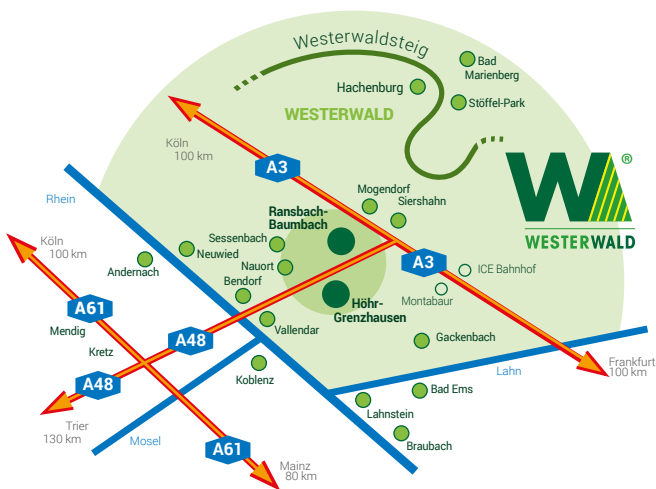 Westerwaldsteig
Bad
Marienberg
Hachenburg
Stöffel-Park
WESTERWALD
Köln
100 km
A3
W
®
WESTERWALD
Mogendorf
Siershahn
Rhein
Ransbach-
Baumbach
Sessenbach
Köln
100 km
Neuwied
Nauort
Andernach
A3
ICE Bahnhof
Bendorf
Montabaur
Höhr-
Grenzhausen
A61
Mendig
Vallendar
Kretz
A48
Gackenbach
Koblenz
Lahn
Frankfurt
100 km
A48
Bad Ems
Lahnstein
Trier
130 km
Mosel
Braubach
A61
Mainz
80 km